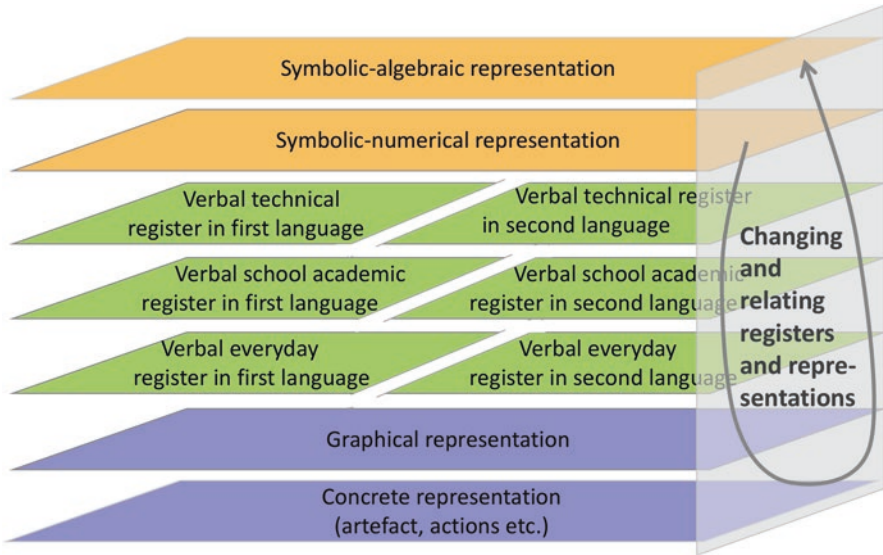 Symbolic-algebraic representation
Symbolic-numerical representation
Verbal technical
register in first language
Verbal technical register
in second language
Verbal school academic
register in first language
Verbal school academic
register in second language
Verbal everyday
register in first language
Verbal everyday
register in second language
Graphical representation
Concrete representation
(artefact, actions etc.)
Changing
and
relating
registers
and repre-
sentations